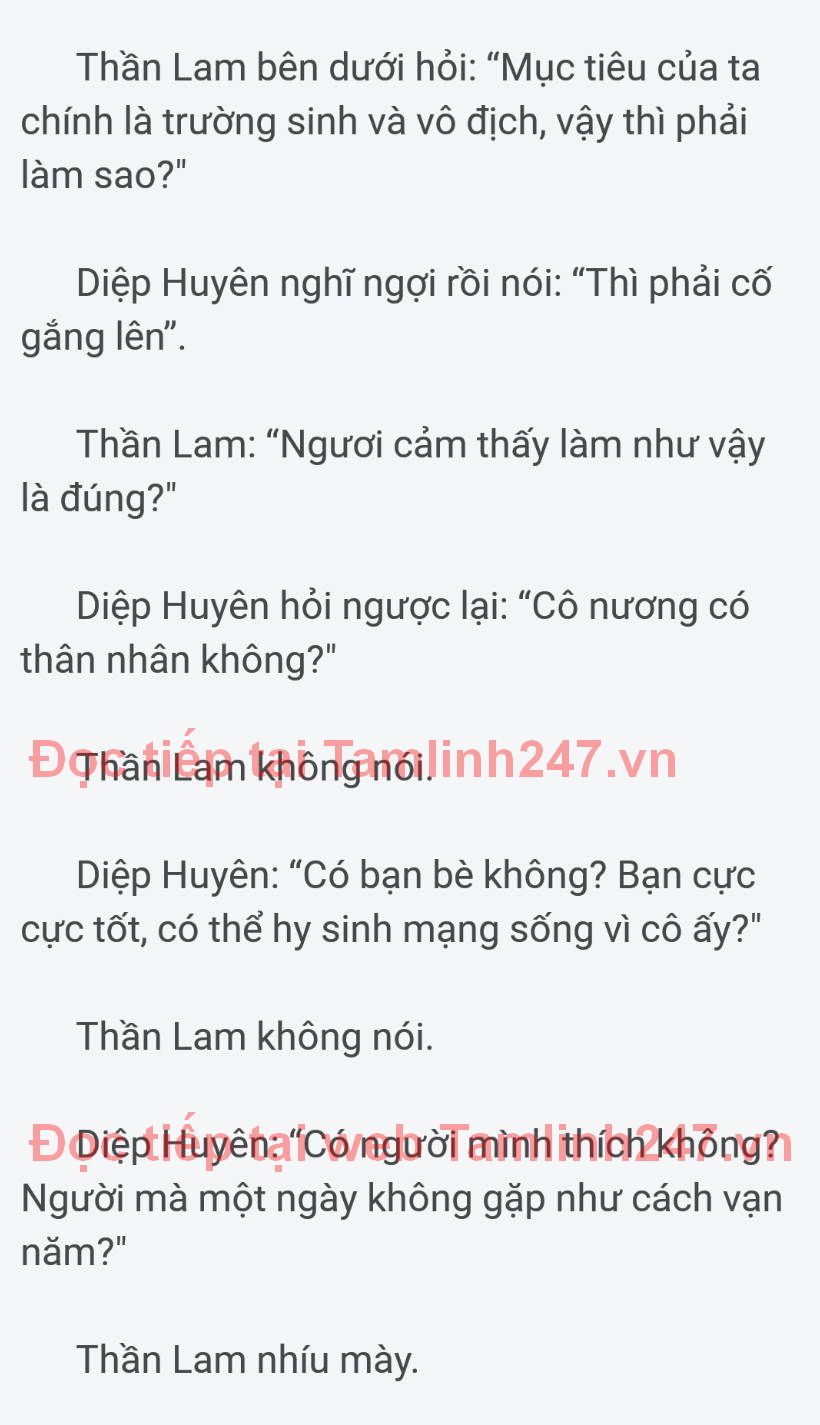 Thần Lam bên dưới hỏi: “Mục tiêu của ta
chính là trường sinh và vô địch, vậy thì phải
làm sao?"
Diệp Huyên nghĩ ngợi rồi nói: “Thì phải cố
gắng lên”.
Thần Lam: “Ngươi cảm thấy làm như vậy
là đúng?"
Diệp Huyên hỏi ngược lại: “Cô nương có
thân nhân không?"
Đọc tiếp tại Tamlinh247.vn
Thần Lam không nói.
Diệp Huyên: “Có bạn bè không? Bạn cực
cực tốt, có thể hy sinh mạng sống vì cô ấy?"
Thần Lam không nói.
Đọc tiếp tại web Tamlinh247.vn
Diệp Huyên: “Có người mình thích không?
Người mà một ngày không gặp như cách vạn
năm?"
Thần Lam nhíu mày.